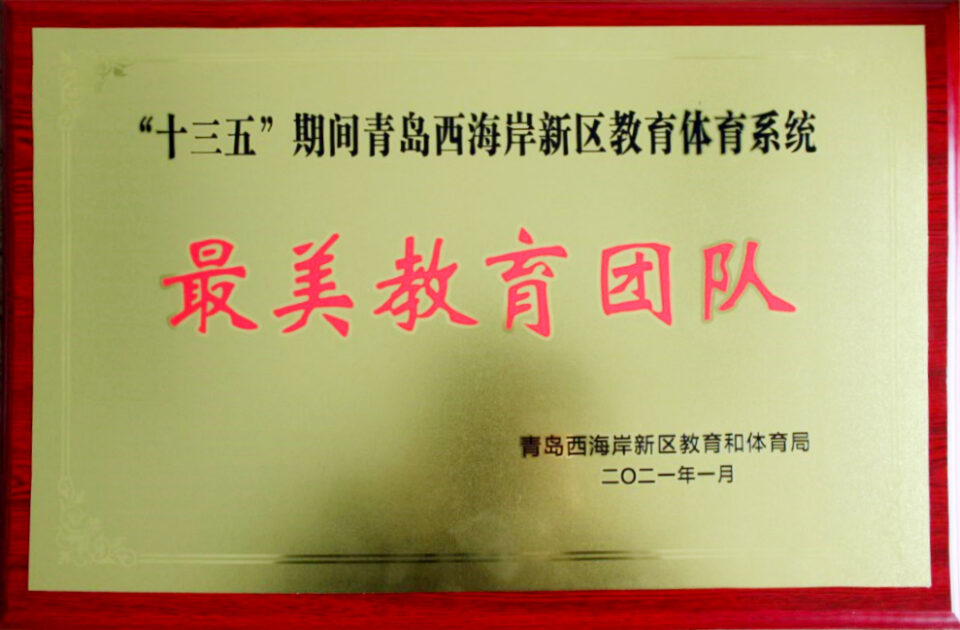 “十三五”期间青岛西海岸新区教育体育系统
最美教育团队
青岛西海岸新区教育和体育局
二〇二一年一月